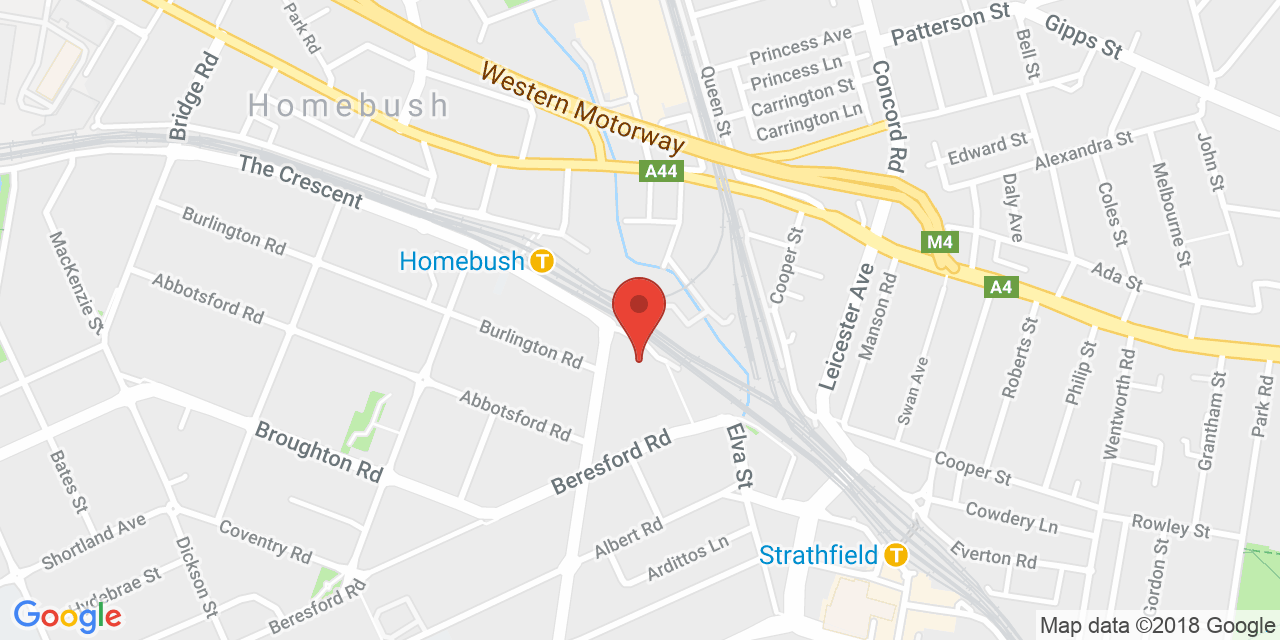 Park Rd
Bridge Rd
Homebush
Western Motorway
Queen St
Princess Ave
Princess Ln
Carrington St
Carrington Ln
Concord Rd
Patterson St
Bell St
Gipps St
Edward St
Alexandra St
John St
Daly Ave
Coles St
Melbourne St
The Crescent
A44
Burlington Rd
MacKenzie St
Abbotsford Rd
Homebush
T
Cooper St
Leicester Ave
Manson Rd
M4
A4
Ada St
Burlington Rd
Abbotsford Rd
Swan Ave
Roberts St
Philip St
Wentworth Rd
Grantham St
Park Rd
Broughton Rd
Beresford Rd
Elva St
Bates St
Shortland Ave
Coventry Rd
Dickson St
Hydebrae St
Beresford Rd
Albert Rd
Ardittos Ln
Strathfield
T
Cooper St
Cowdery Ln
Everton Rd
Rowley St
Gordon St
Google
Map data ©2018 Google